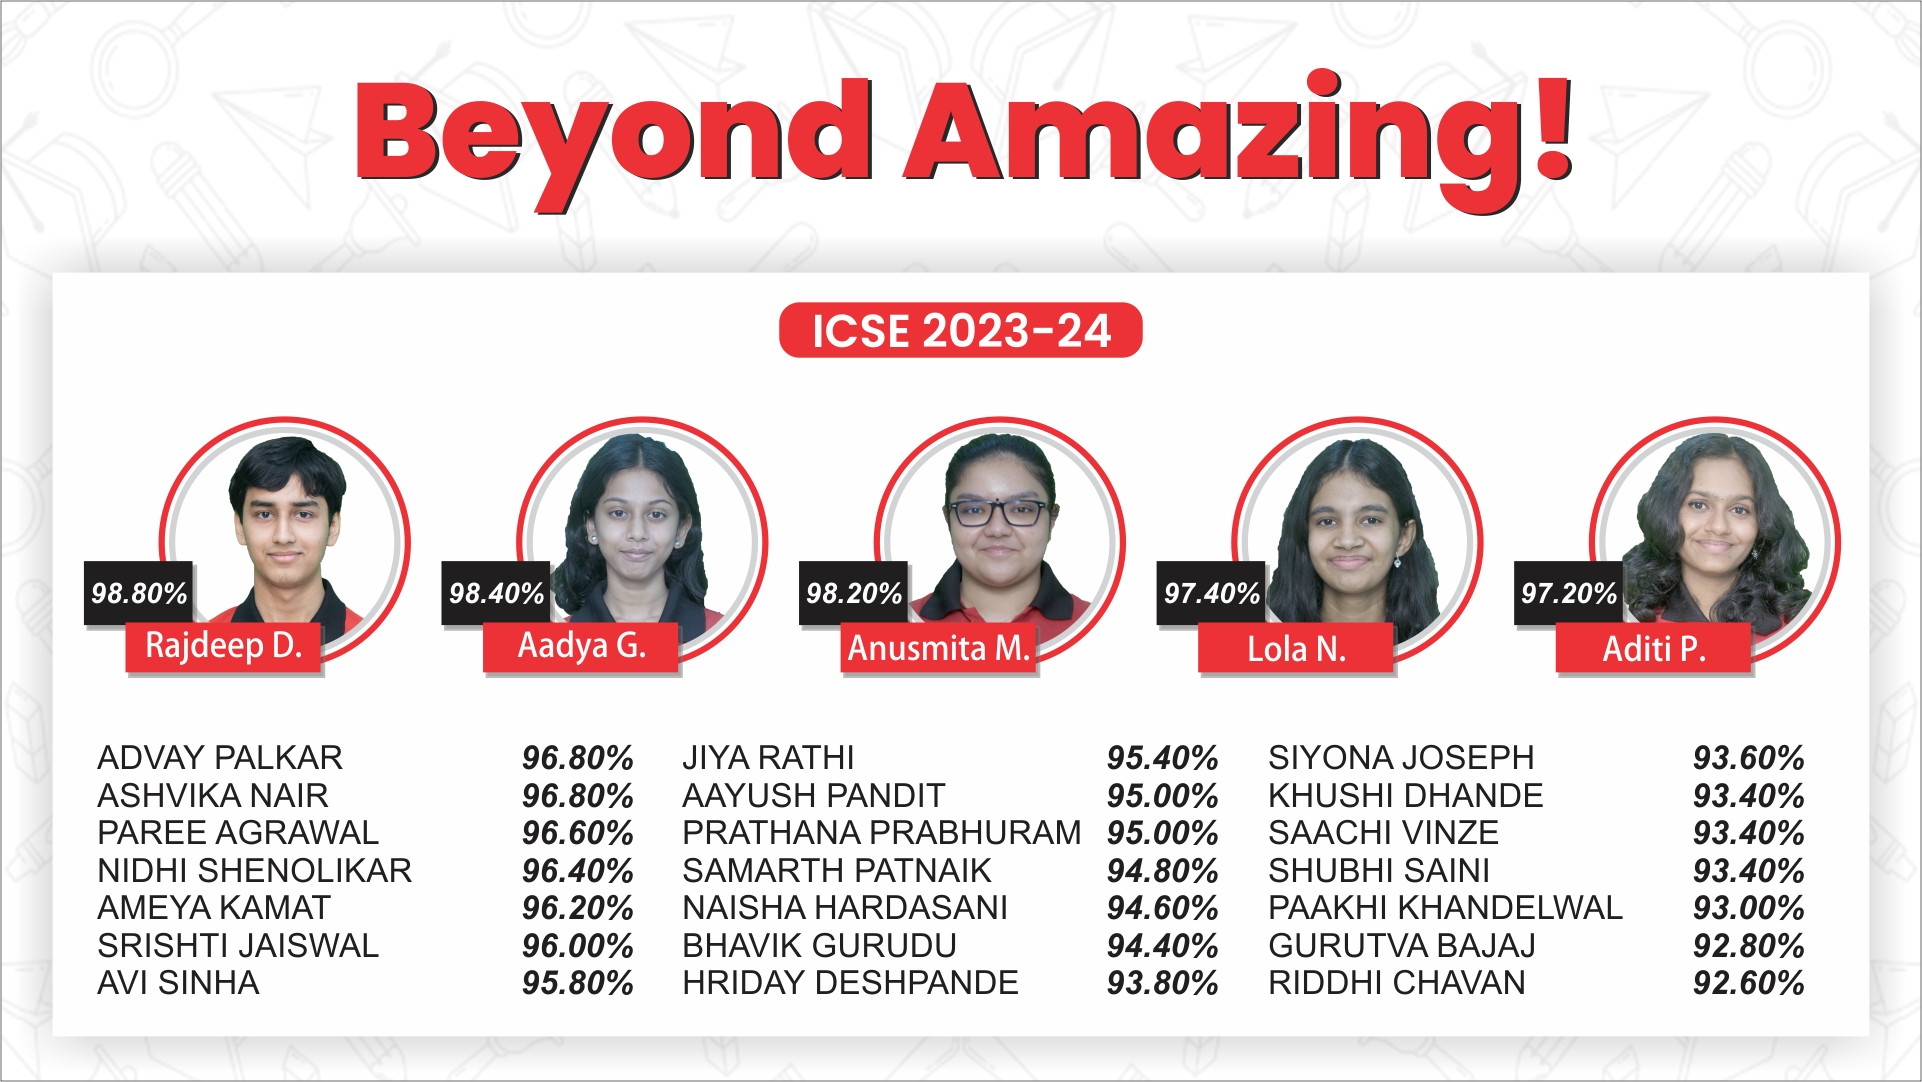 Beyond Amazing!
ICSE 2023-24
98.80%
Rajdeep D.
98.40%
Aadya G.
98.20%
Anusmita M.
97.40%
Lola N.
97.20%
Aditi P.
ADVAY PALKAR 96.80%
ASHVIKA NAIR 96.80%
PAREE AGRAWAL 96.60%
NIDHI SHENOLIKAR 96.40%
AMEYA KAMAT 96.20%
SRISHTI JAISWAL 96.00%
AVI SINHA 95.80%
JIYA RATHI 95.40%
AAYUSH PANDIT 95.00%
PRATHANA PRABHURAM 95.00%
SAMARTH PATNAIK 94.80%
NAISHA HARDASANI 94.60%
BHAVIK GURUDU 94.40%
HRIDAY DESHPANDE 93.80%
SIYONA JOSEPH 93.60%
KHUSHI DHANDE 93.40%
SAACHI VINZE 93.40%
SHUBHI SAINI 93.40%
PAAKHI KHANDELWAL 93.00%
GURUTVA BAJAJ 92.80%
RIDDHI CHAVAN 92.60%